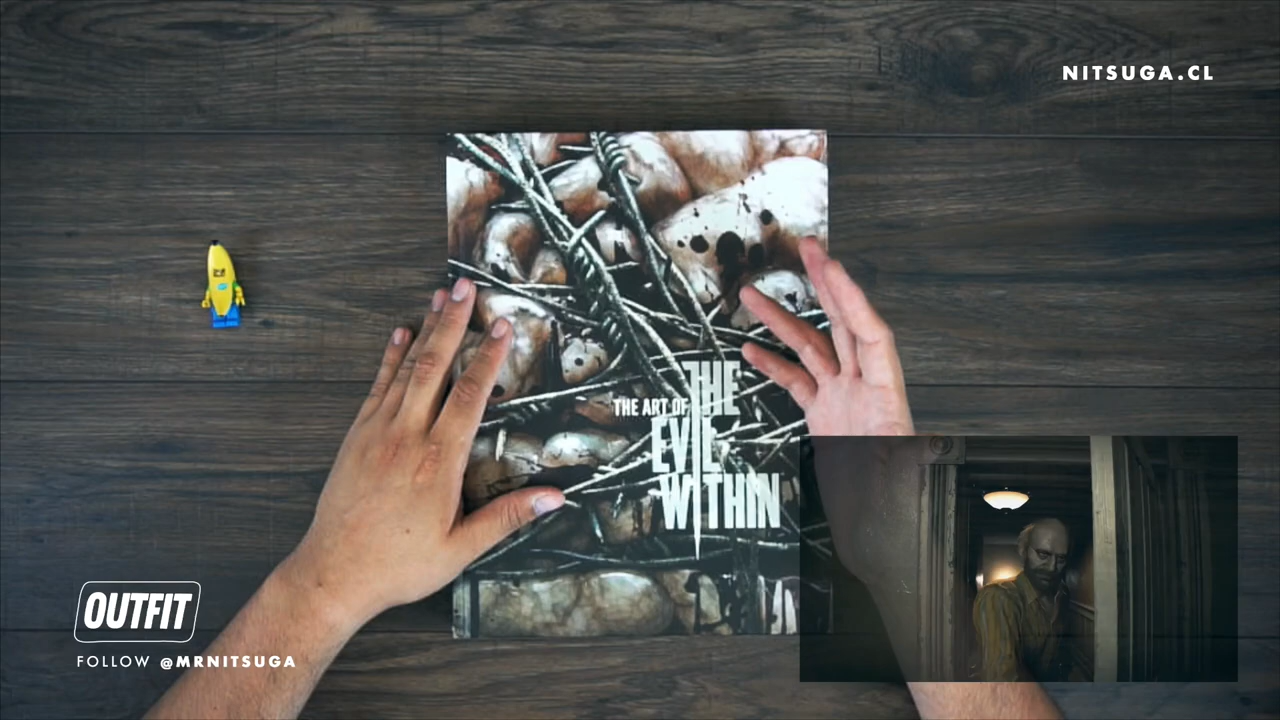 NITSUGA.CL
THE ART OF
THE
EVIL
WITHIN
OUTFIT
FOLLOW @MRNITSUGA